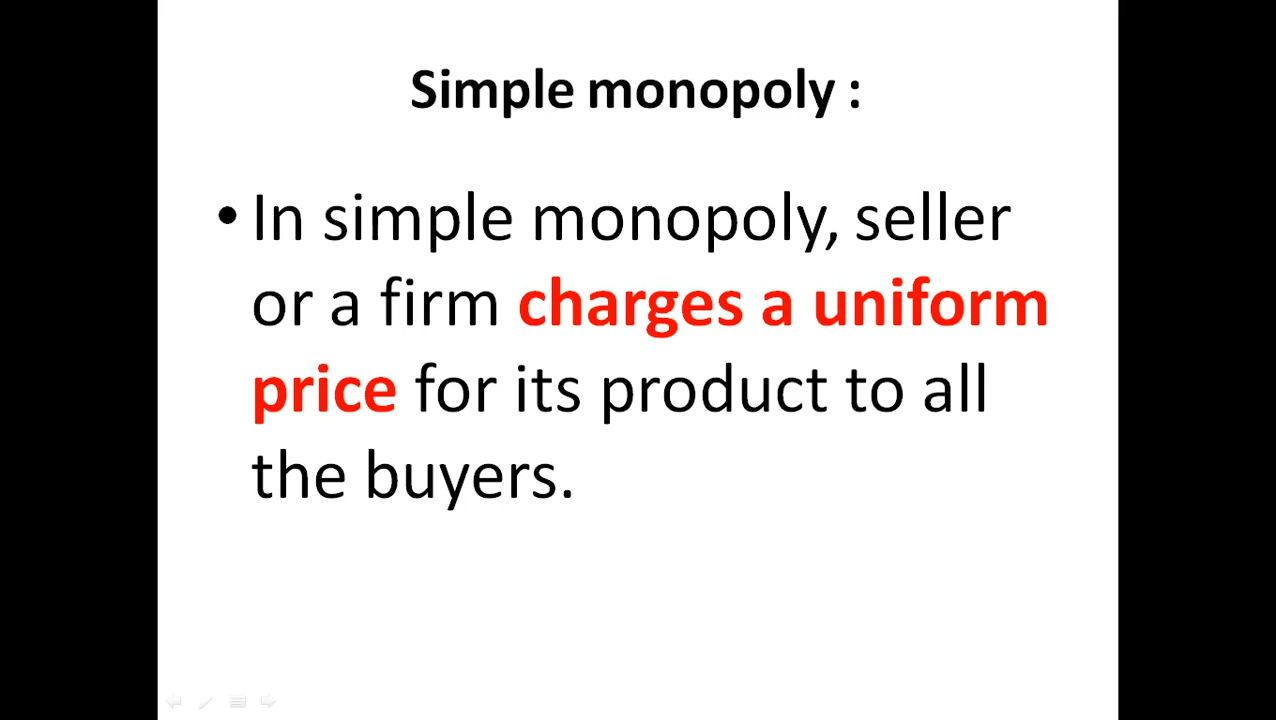 Simple monopoly :
• In simple monopoly, seller
or a firm charges a uniform
price for its product to all
the buyers.